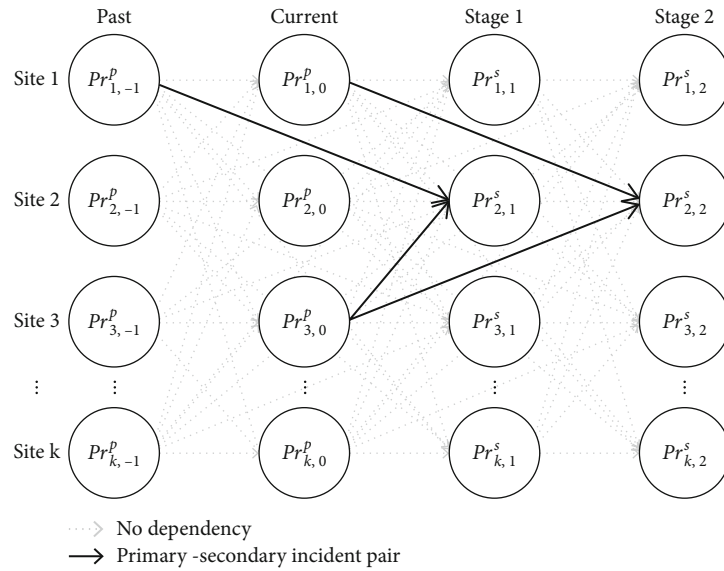 Past Current Stage 1 Stage 2
Site 1 Pr^p_{1, −1} Pr^p_{1, 0} Pr^s_{1, 1} Pr^s_{1, 2}
Site 2 Pr^p_{2, −1} Pr^p_{2, 0} Pr^s_{2, 1} Pr^s_{2, 2}
Site 3 Pr^p_{3, −1} Pr^p_{3, 0} Pr^s_{3, 1} Pr^s_{3, 2}
⋮ ⋮ ⋮ ⋮ ⋮
Site k Pr^p_{k, −1} Pr^p_{k, 0} Pr^s_{k, 1} Pr^s_{k, 2}
No dependency
Primary -secondary incident pair